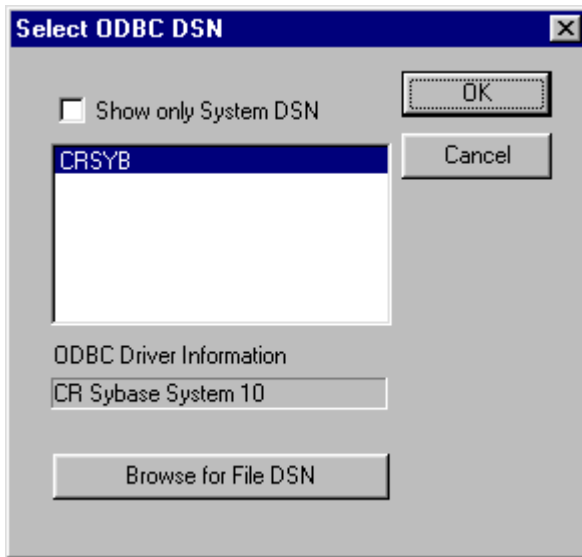 Select ODBC DSN
Show only System DSN
OK
Cancel
CRSYB
ODBC Driver Information
CR Sybase System 10
Browse for File DSN